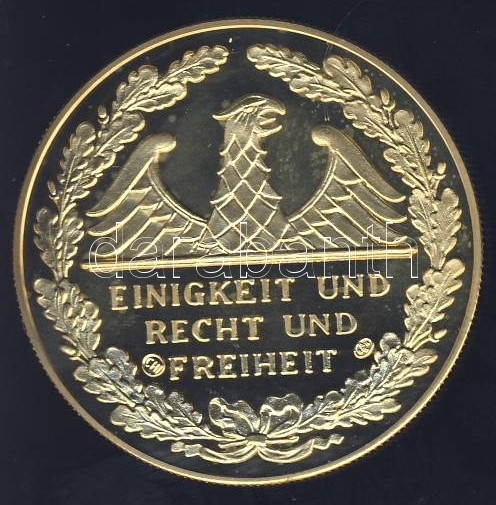 darabanth
EINIGKEIT UND
RECHT UND
FREIHEIT